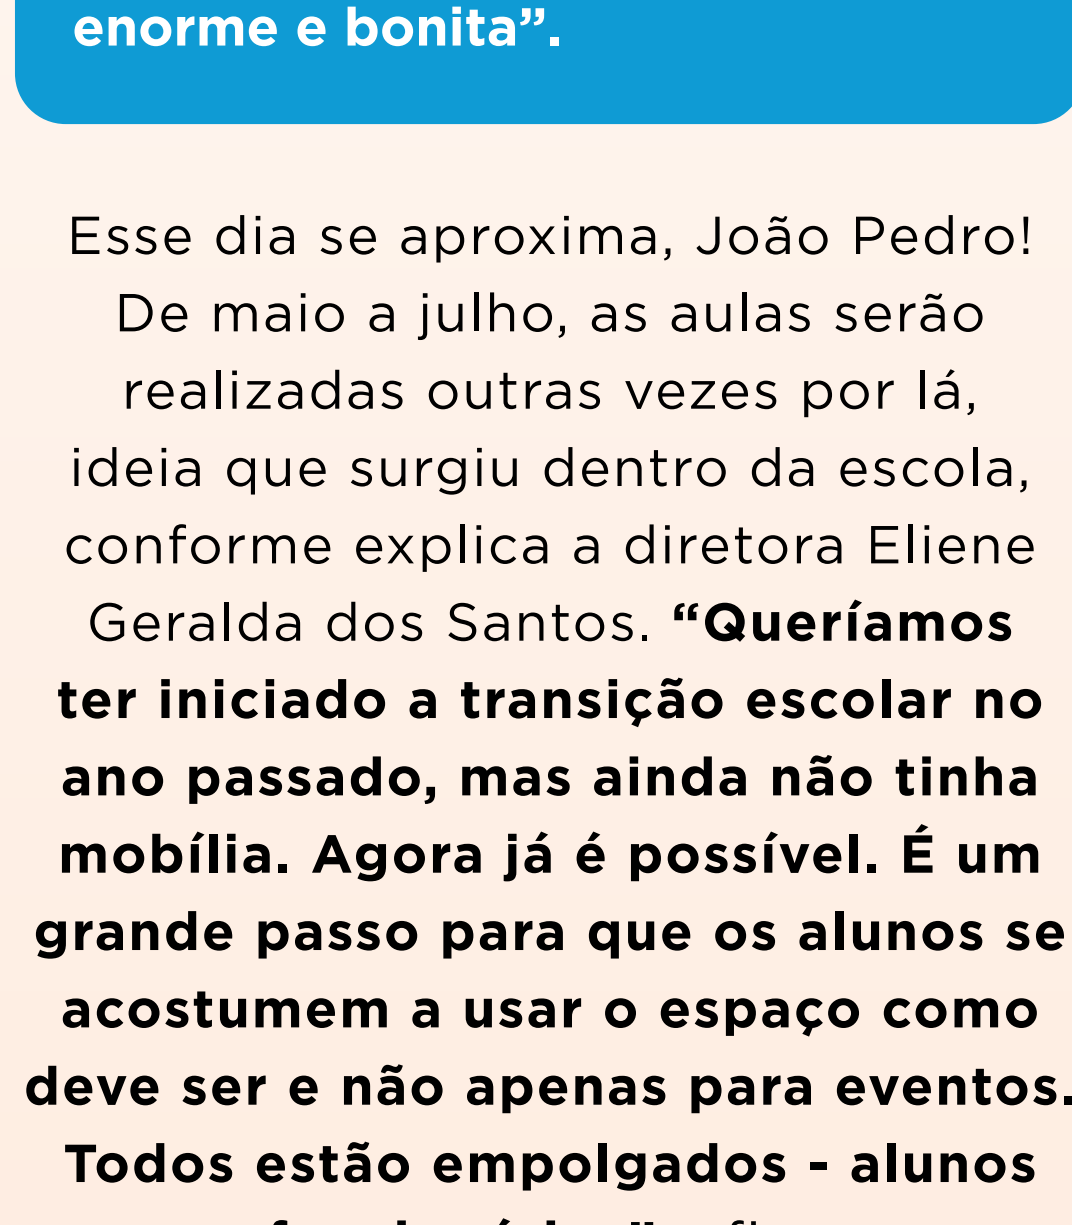 enorme e bonita”.
Esse dia se aproxima, João Pedro!
De maio a julho, as aulas serão
realizadas outras vezes por lá,
ideia que surgiu dentro da escola,
conforme explica a diretora Eliene
Geralda dos Santos. “Queríamos
ter iniciado a transição escolar no
ano passado, mas ainda não tinha
mobília. Agora já é possível. É um
grande passo para que os alunos se
acostumem a usar o espaço como
deve ser e não apenas para eventos.
Todos estão empolgados - alunos